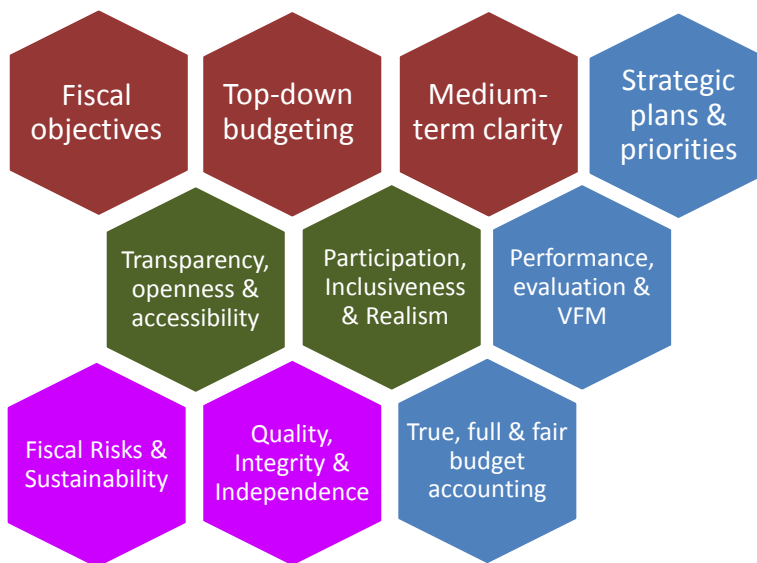 Fiscal
objectives
Top-down
budgeting
Medium-
term clarity
Strategic
plans &
priorities
Transparency,
openness &
accessibility
Participation,
Inclusiveness
& Realism
Performance,
evaluation &
VFM
Fiscal Risks &
Sustainability
Quality,
Integrity &
Independence
True, full & fair
budget
accounting